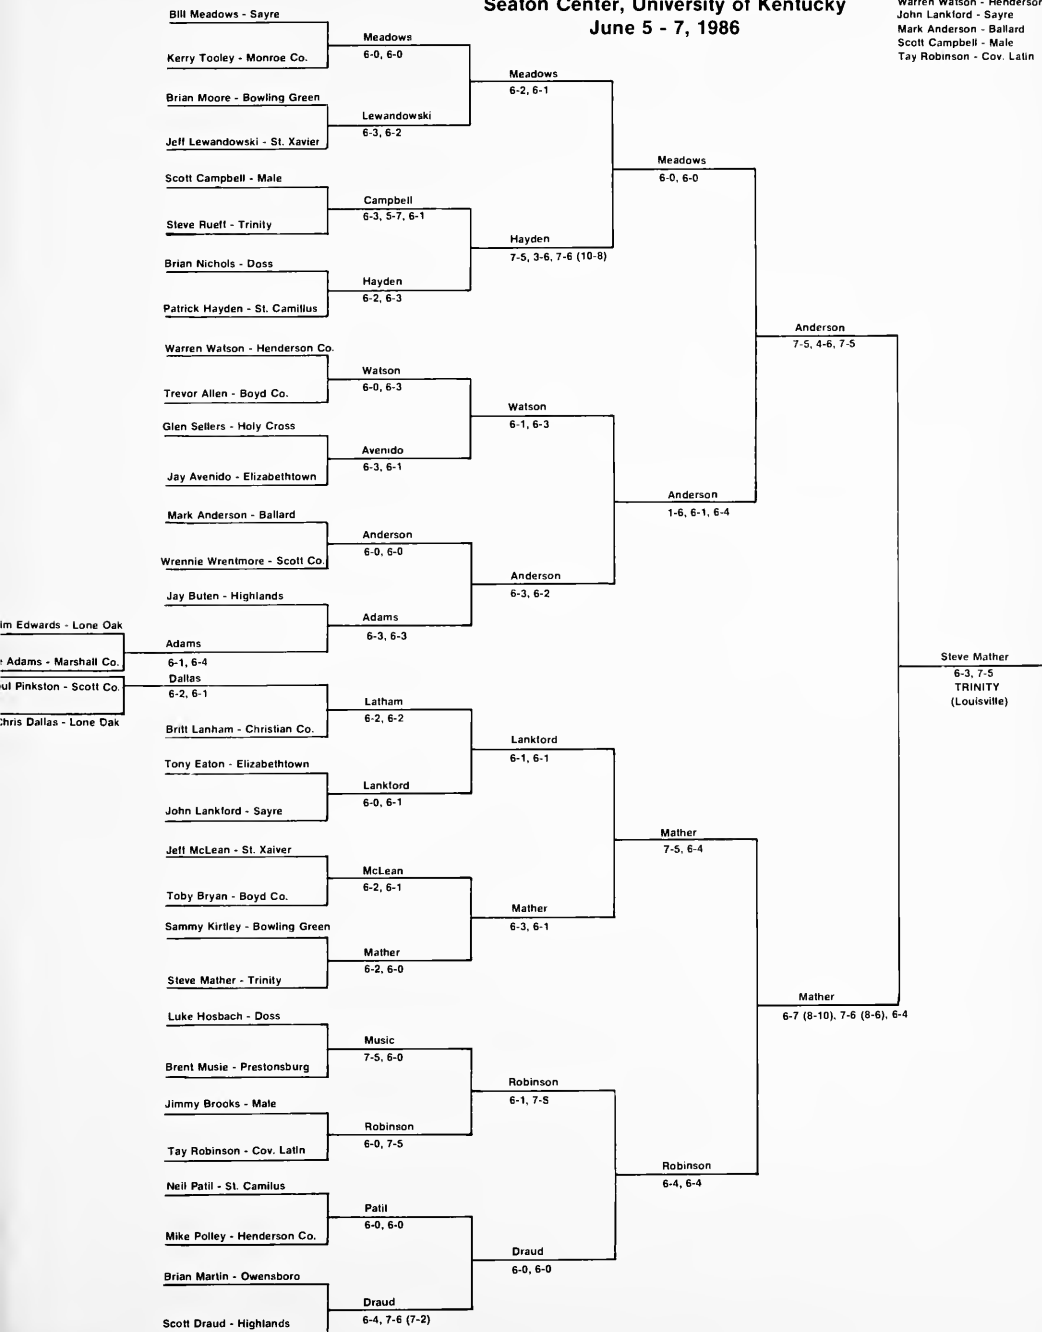 Seaton Center, University of Kentucky
June 5 - 7, 1986
Warren Watson - Henderson
John Lankford - Sayre
Mark Anderson - Ballard
Scott Campbell - Male
Tay Robinson - Cov. Latin
Bill Meadows - Sayre
Kerry Tooley - Monroe Co.
Brian Moore - Bowling Green
Jeff Lewandowski - St. Xavier
Scott Campbell - Male
Steve Rueff - Trinity
Brian Nichols - Doss
Patrick Hayden - St. Camillus
Warren Watson - Henderson Co.
Trevor Allen - Boyd Co.
Glen Sellers - Holy Cross
Jay Avenido - Elizabethtown
Mark Anderson - Ballard
Wrennie Wrentmore - Scott Co.
Jay Buten - Highlands
im Edwards - Lone Oak
Adams - Marshall Co.
Adams
6-1, 6-4
ul Pinkston - Scott Co.
Chris Dallas - Lone Oak
Dallas
6-2, 6-1
Britt Lanham - Christian Co.
Tony Eaton - Elizabethtown
John Lankford - Sayre
Jeff McLean - St. Xaiver
Toby Bryan - Boyd Co.
Sammy Kirtley - Bowling Green
Steve Mather - Trinity
Luke Hosbach - Doss
Brent Musie - Prestonsburg
Jimmy Brooks - Male
Tay Robinson - Cov. Latin
Neil Patil - St. Camilus
Mike Polley - Henderson Co.
Brian Martin - Owensboro
Scott Draud - Highlands
Meadows
6-0, 6-0
Lewandowski
6-3, 6-2
Campbell
6-3, 5-7, 6-1
Hayden
6-2, 6-3
Watson
6-0, 6-3
Avenido
6-3, 6-1
Anderson
6-0, 6-0
Adams
6-3, 6-3
Latham
6-2, 6-2
Lankford
6-0, 6-1
McLean
6-2, 6-1
Mather
6-2, 6-0
Music
7-5, 6-0
Robinson
6-0, 7-5
Patil
6-0, 6-0
Draud
6-4, 7-6 (7-2)
Meadows
6-2, 6-1
Hayden
7-5, 3-6, 7-6 (10-8)
Watson
6-1, 6-3
Anderson
6-3, 6-2
Lankford
6-1, 6-1
Mather
6-3, 6-1
Robinson
6-1, 7-5
Draud
6-0, 6-0
Meadows
6-0, 6-0
Anderson
1-6, 6-1, 6-4
Mather
7-5, 6-4
Robinson
6-4, 6-4
Anderson
7-5, 4-6, 7-5
Mather
6-7 (8-10), 7-6 (8-6), 6-4
Steve Mather
6-3, 7-5
TRINITY
(Louisville)